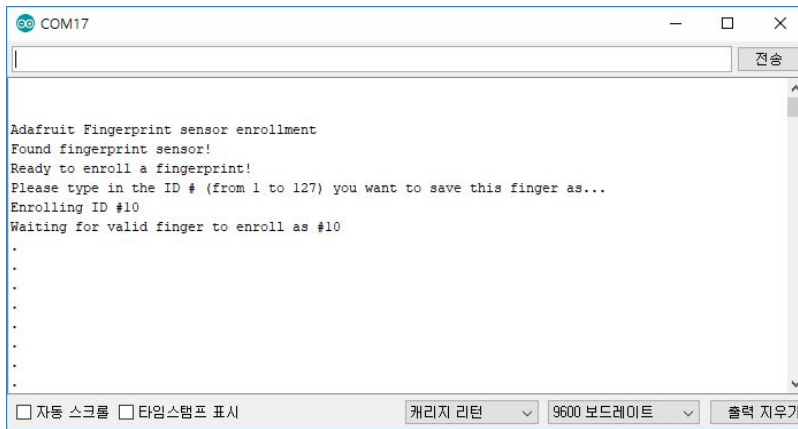 COM17
전송
Adafruit Fingerprint sensor enrollment
Found fingerprint sensor!
Ready to enroll a fingerprint!
Please type in the ID # (from 1 to 127) you want to save this finger as...
Enrolling ID #10
Waiting for valid finger to enroll as #10
.
.
.
.
.
.
.
.
자동 스크롤 타임스탬프 표시 캐리지 리턴 9600 보드레이트 출력 지우기